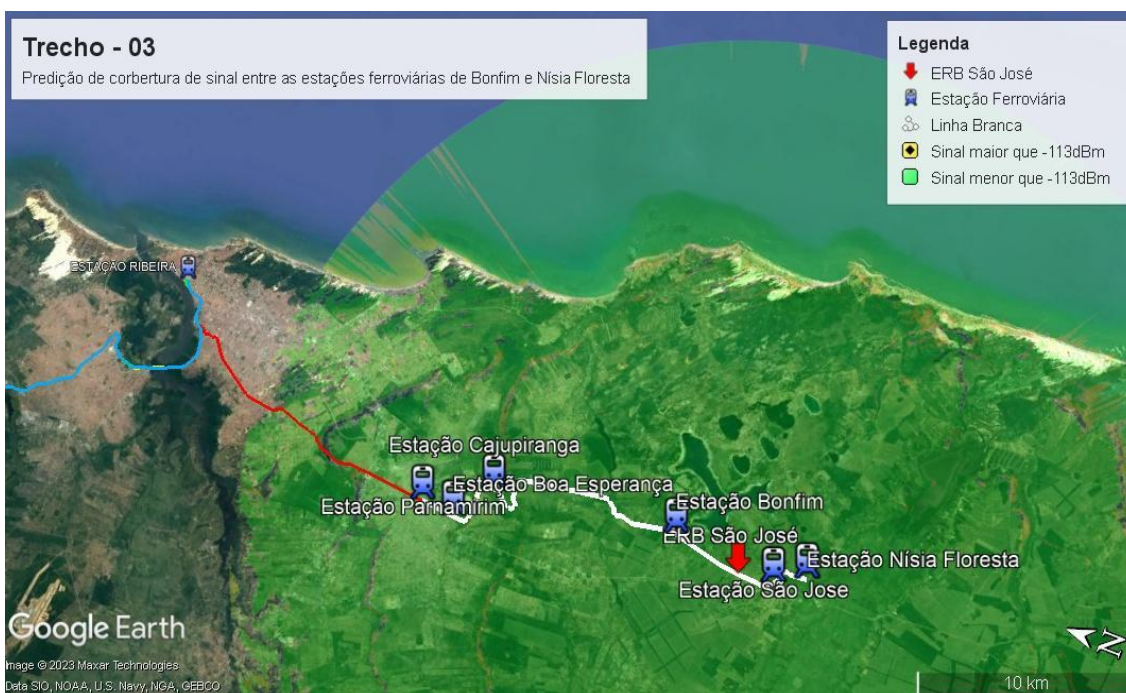 Trecho - 03
Predição de corbertura de sinal entre as estações ferroviárias de Bonfim e Nísia Floresta
Legenda
ERB São José
Estação Ferroviária
Linha Branca
Sinal maior que -113dBm
Sinal menor que -113dBm
ESTAÇÃO RIBEIRA
Estação Cajupiranga
Estação Boa Esperança
Estação Parnamirim
Estação Bonfim
ERB São José
Estação Nísia Floresta
Estação São Jose
Google Earth
Image © 2023 Maxar Technologies
Data SIO, NOAA, U.S. Navy, NGA, GEBCO
N
10 km